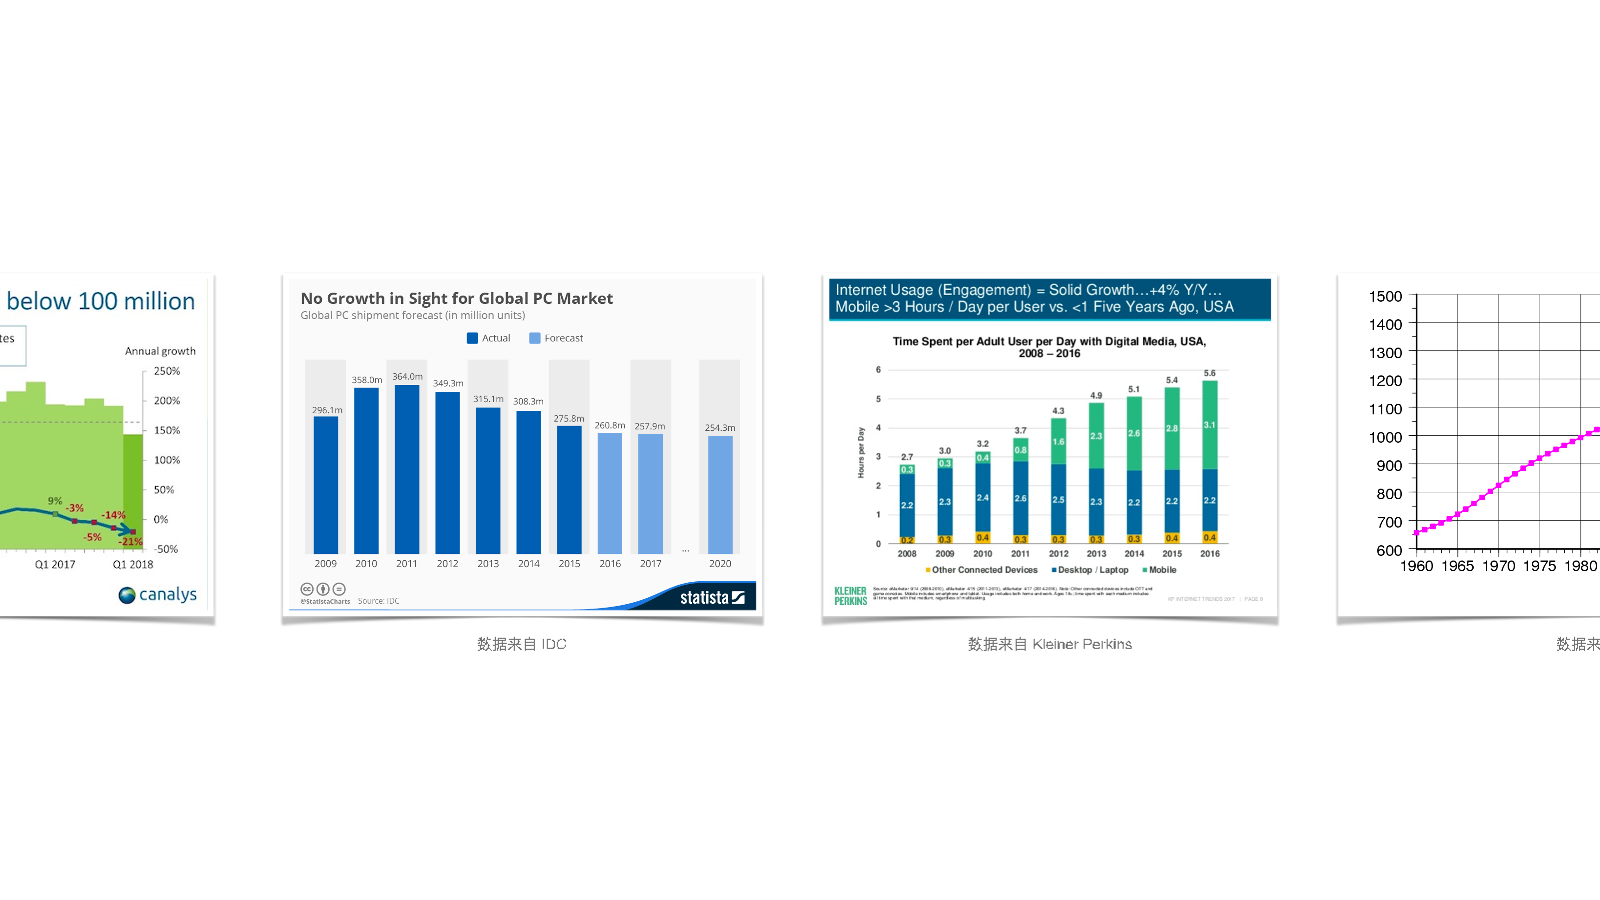 below 100 million
tes
Annual growth
250%
200%
150%
100%
50%
0%
-50%
9%
-3%
-5%
-14%
-21%
Q1 2017
Q1 2018
canalys
No Growth in Sight for Global PC Market
Global PC shipment forecast (in million units)
Actual
Forecast
296.1m
358.0m
364.0m
349.3m
315.1m
308.3m
275.8m
260.8m
257.9m
...
254.3m
2009 2010 2011 2012 2013 2014 2015 2016 2017 2020
@StatistaCharts Source: IDC
statista
数据来自 IDC
Internet Usage (Engagement) = Solid Growth...+4% Y/Y...
Mobile >3 Hours / Day per User vs. <1 Five Years Ago, USA
Time Spent per Adult User per Day with Digital Media, USA,
2008 – 2016
Hours per Day
6
5
4
3
2
1
0
2.7 3.0 3.2 3.7 4.3 4.9 5.1 5.4 5.6
0.3 0.3 0.4 0.8 1.6 2.3 2.6 2.8 3.1
2.2 2.3 2.4 2.6 2.5 2.3 2.2 2.2 2.2
0.2 0.3 0.4 0.3 0.3 0.3 0.3 0.4 0.4
2008 2009 2010 2011 2012 2013 2014 2015 2016
Other Connected Devices Desktop / Laptop Mobile
KLEINER
PERKINS
KP INTERNET TRENDS 2017 | PAGE
数据来自 Kleiner Perkins
1500
1400
1300
1200
1100
1000
900
800
700
600
1960 1965 1970 1975 1980
数据来